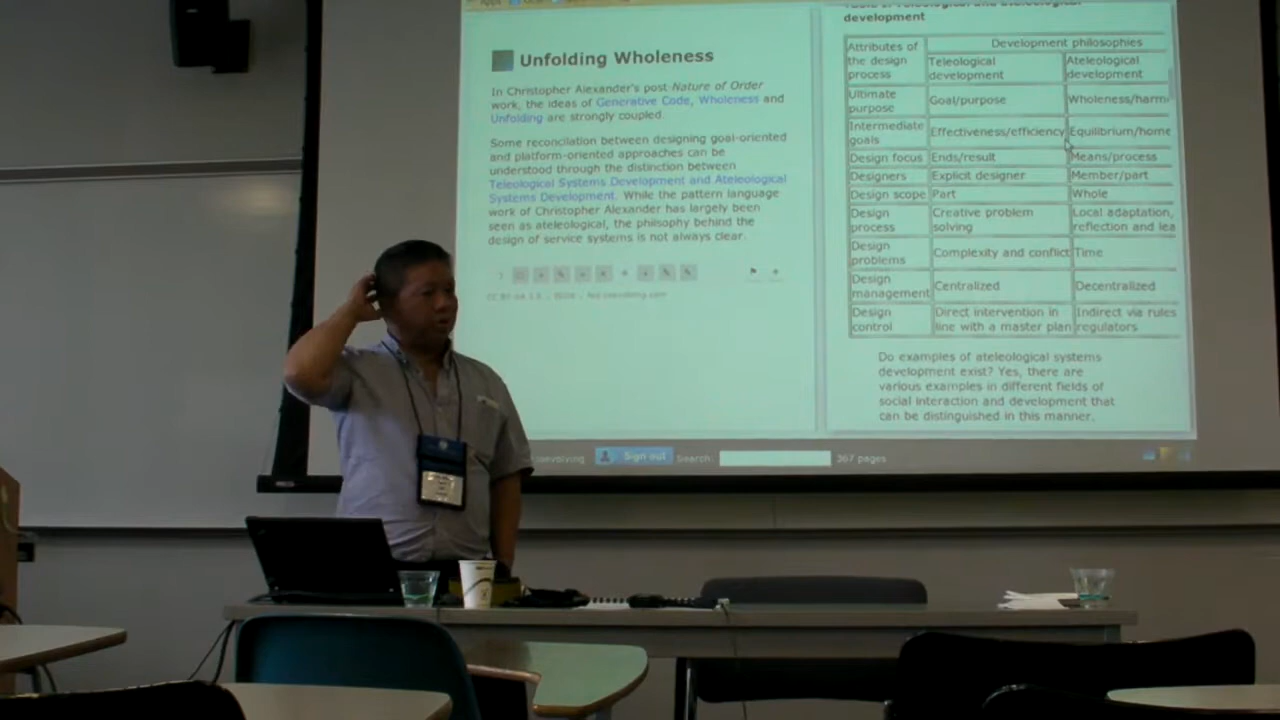 Apps
Unfolding Wholeness
In Christopher Alexander's post-Nature of Order
work, the ideas of Generative Code, Wholeness and
Unfolding are strongly coupled.
Some reconcilation between designing goal-oriented
and platform-oriented approaches can be
understood through the distinction between
Teleological Systems Development and Ateleological
Systems Development. While the pattern language
work of Christopher Alexander has largely been
seen as ateleological, the philsophy behind the
design of service systems is not always clear.
development
Attributes of
the design
process
Development philosophies
Teleological
development
Ateleological
development
Ultimate
purpose
Goal/purpose
Wholeness/harm
Intermediate
goals
Effectiveness/efficiency
Equilibrium/home
Design focus
Ends/result
Means/process
Designers
Explicit designer
Member/part
Design scope
Part
Whole
Design
process
Creative problem
solving
Local adaptation,
reflection and lea
Design
problems
Complexity and conflict
Time
Design
management
Centralized
Decentralized
Design
control
Direct intervention in
line with a master plan
Indirect via rules
regulators
Do examples of ateleological systems
development exist? Yes, there are
various examples in different fields of
social interaction and development that
can be distinguished in this manner.
coevolving
Sign out
Search:
367 pages